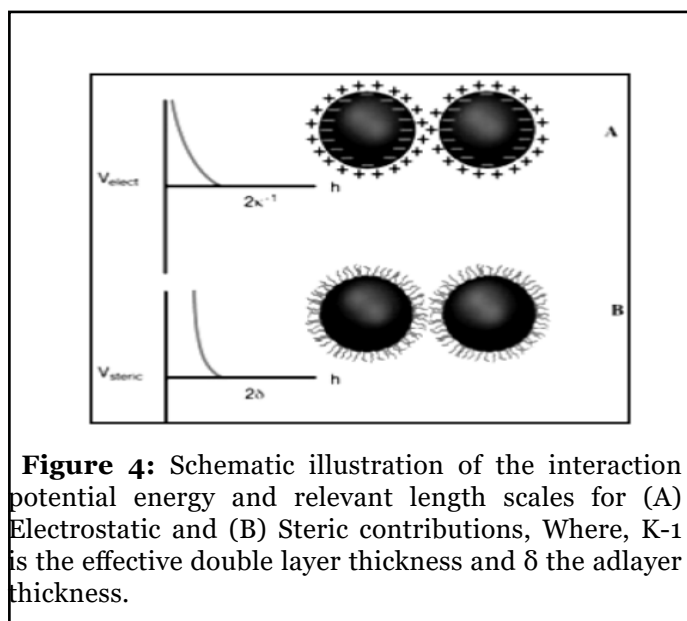 A
V_elect
h
2κ⁻¹
B
V_steric
h
2δ
Figure 4: Schematic illustration of the interaction
potential energy and relevant length scales for (A)
Electrostatic and (B) Steric contributions, Where, K-1
is the effective double layer thickness and δ the adlayer
thickness.